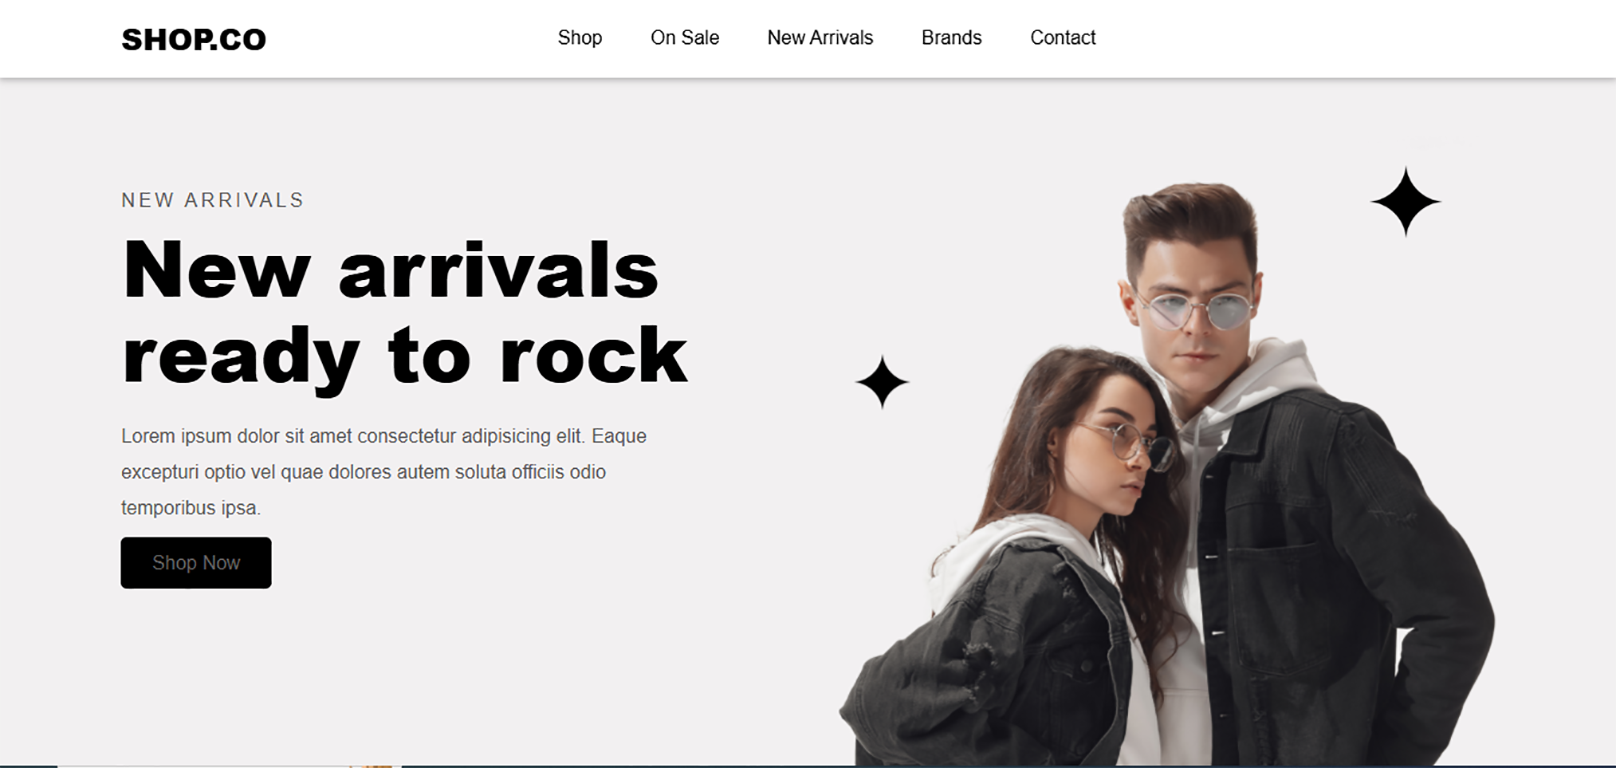 SHOP.CO
Shop
On Sale
New Arrivals
Brands
Contact
NEW ARRIVALS
New arrivals
ready to rock
Lorem ipsum dolor sit amet consectetur adipisicing elit. Eaque
excepturi optio vel quae dolores autem soluta officiis odio
temporibus ipsa.
Shop Now